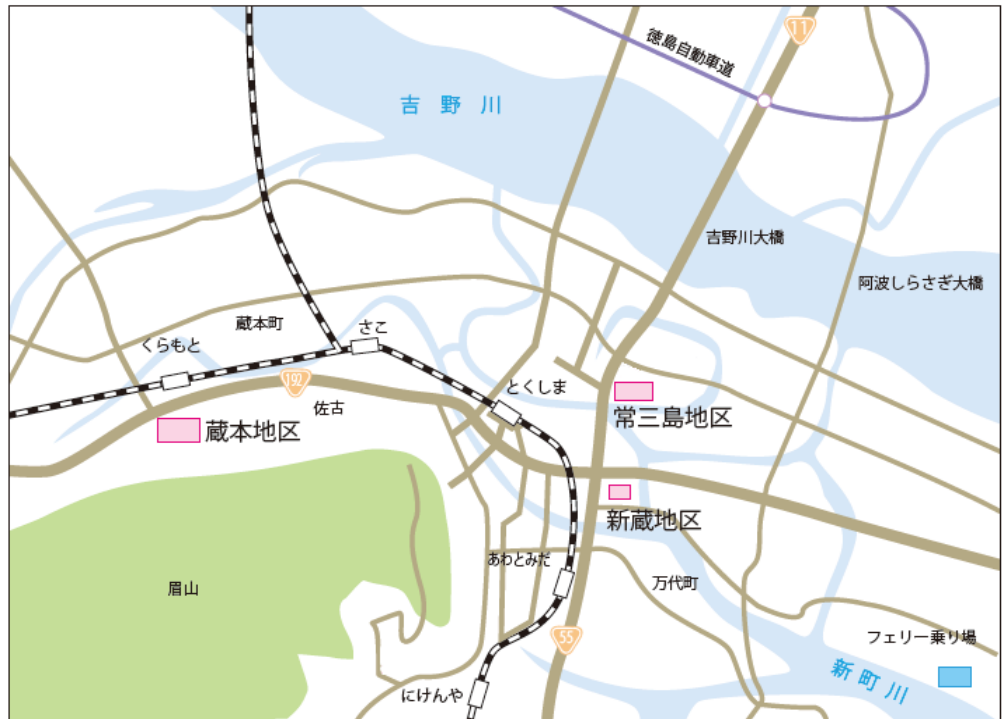 11
徳島自動車道
吉野川
吉野川大橋
阿波しらさぎ大橋
蔵本町
さこ
くらもと
192
とくしま
佐古
常三島地区
蔵本地区
新蔵地区
あわとみだ
万代町
眉山
55
フェリー乗り場
新町川
にけんや